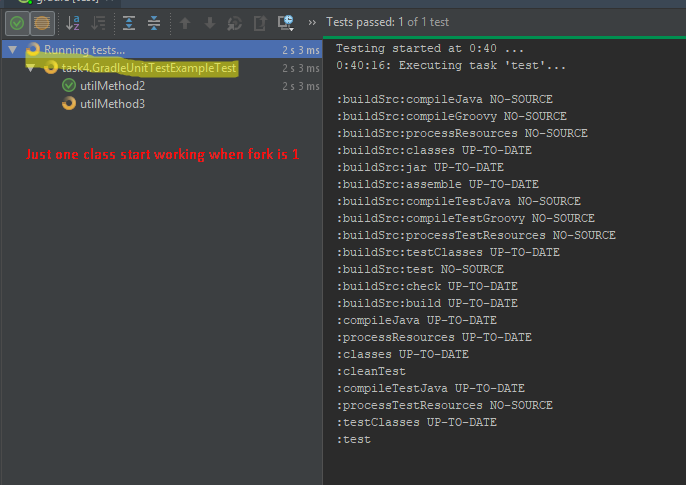 gradle [test]
Tests passed: 1 of 1 test
Running tests... 2 s 3 ms
task4.GradleUnitTestExampleTest 2 s 3 ms
utilMethod2 2 s 3 ms
utilMethod3
Just one class start working when fork is 1
Testing started at 0:40 ...
0:40:16: Executing task 'test'...
:buildSrc:compileJava NO-SOURCE
:buildSrc:compileGroovy NO-SOURCE
:buildSrc:processResources NO-SOURCE
:buildSrc:classes UP-TO-DATE
:buildSrc:jar UP-TO-DATE
:buildSrc:assemble UP-TO-DATE
:buildSrc:compileTestJava NO-SOURCE
:buildSrc:compileTestGroovy NO-SOURCE
:buildSrc:processTestResources NO-SOURCE
:buildSrc:testClasses UP-TO-DATE
:buildSrc:test NO-SOURCE
:buildSrc:check UP-TO-DATE
:buildSrc:build UP-TO-DATE
:compileJava UP-TO-DATE
:processResources UP-TO-DATE
:classes UP-TO-DATE
:cleanTest
:compileTestJava UP-TO-DATE
:processTestResources NO-SOURCE
:testClasses UP-TO-DATE
:test